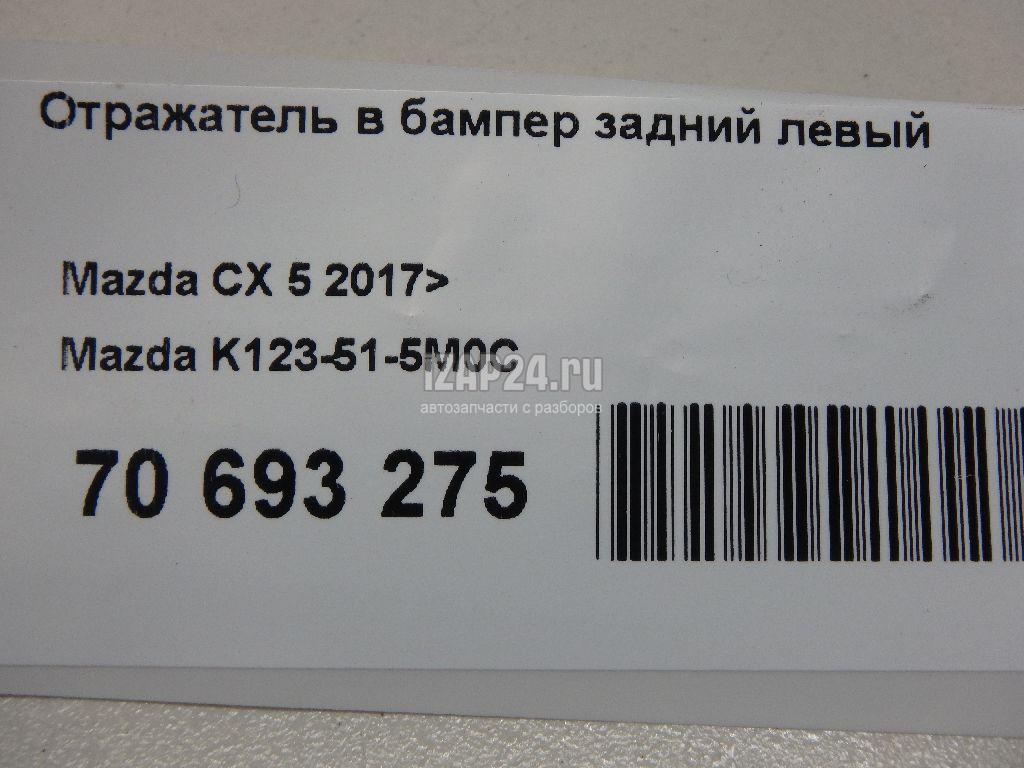 Отражатель в бампер задний левый
Mazda CX 5 2017>
Mazda K123-51-5M0C
iZAP24.ru
автозапчасти с разборов
70 693 275